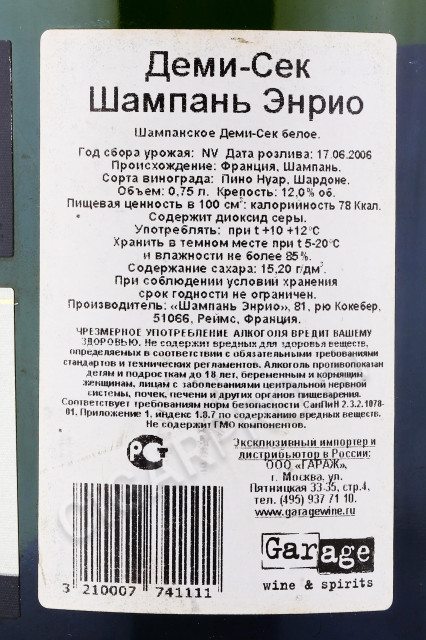 Деми-Сек
Шампань Энрио
Шампанское Деми-Сек белое.
Год сбора урожая: NV Дата розлива: 17.06.2006
Происхождение: Франция, Шампань.
Сорта винограда: Пино Нуар, Шардоне.
Объем: 0,75 л. Крепость: 12,0% об.
Пищевая ценность в 100 см³: калорийность 78 Ккал.
Содержит диоксид серы.
Употреблять: при t +10 +12°С
Хранить в темном месте при t 5-20°С
и влажности не более 85%.
Содержание сахара: 15,20 г/дм³.
При соблюдении условий хранения
срок годности не ограничен.
Производитель: «Шампань Энрио», 81, рю Кокебер,
51066, Реймс, Франция.
ЧРЕЗМЕРНОЕ УПОТРЕБЛЕНИЕ АЛКОГОЛЯ ВРЕДИТ ВАШЕМУ
ЗДОРОВЬЮ. Не содержит вредных для здоровья веществ,
определяемых в соответствии с обязательными требованиями
стандартов и технических регламентов. Алкоголь противопоказан
детям и подросткам до 18 лет, беременным и кормящим
женщинам, лицам с заболеваниями центральной нервной
системы, почек, печени и других органов пищеварения.
Соответствует требованиям норм безопасности СанПиН 2.3.2.1078-
01. Приложение 1, индекс 1.8.7 по содержанию вредных веществ.
Не содержит ГМО компонентов.
Эксклюзивный импортер и
дистрибьютор в России:
ООО «ГАРАЖ»,
г. Москва, ул.
Пятницкая 33-35, стр.4,
тел. (495) 937 71 10.
www.garagewine.ru
РСТ
Garage
wine & spirits
3 210007 741111